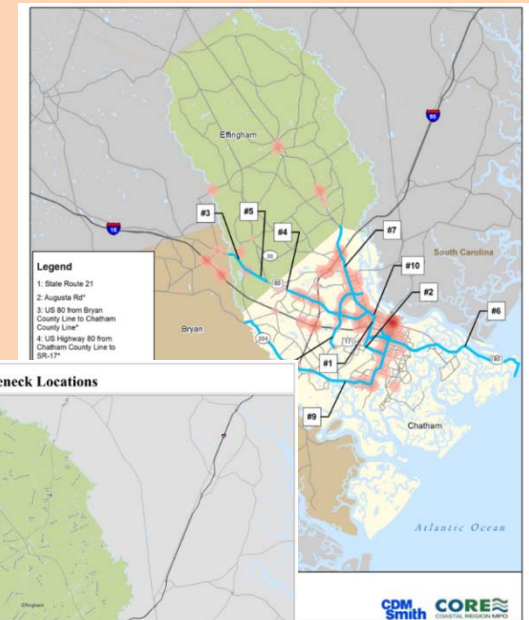 Effingham
95
16
#3
#5
#4
#7
30
80
South Carolina
#10
#2
#6
Legend
1: State Route 21
2: Augusta Rd*
3: US 80 from Bryan
County Line to Chatham
County Line*
4: US Highway 80 from
Chatham County Line to
SR-17*
Bryan
204
17
80
#1
#9
Chatham
Atlantic Ocean
eneck Locations
Effingham
CDM
Smith
CORE
COASTAL REGION MPO